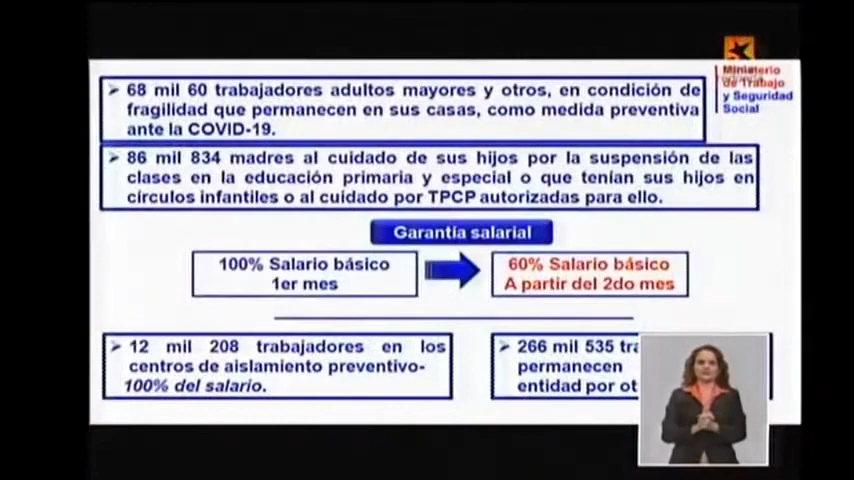 Ministerio
de Trabajo
y Seguridad
Social
➢ 68 mil 60 trabajadores adultos mayores y otros, en condición de
fragilidad que permanecen en sus casas, como medida preventiva
ante la COVID-19.
➢ 86 mil 834 madres al cuidado de sus hijos por la suspensión de las
clases en la educación primaria y especial o que tenían sus hijos en
círculos infantiles o al cuidado por TPCP autorizadas para ello.
Garantía salarial
100% Salario básico
1er mes
60% Salario básico
A partir del 2do mes
➢ 12 mil 208 trabajadores en los
centros de aislamiento preventivo-
100% del salario.
➢ 266 mil 535
permanecen
entidad por